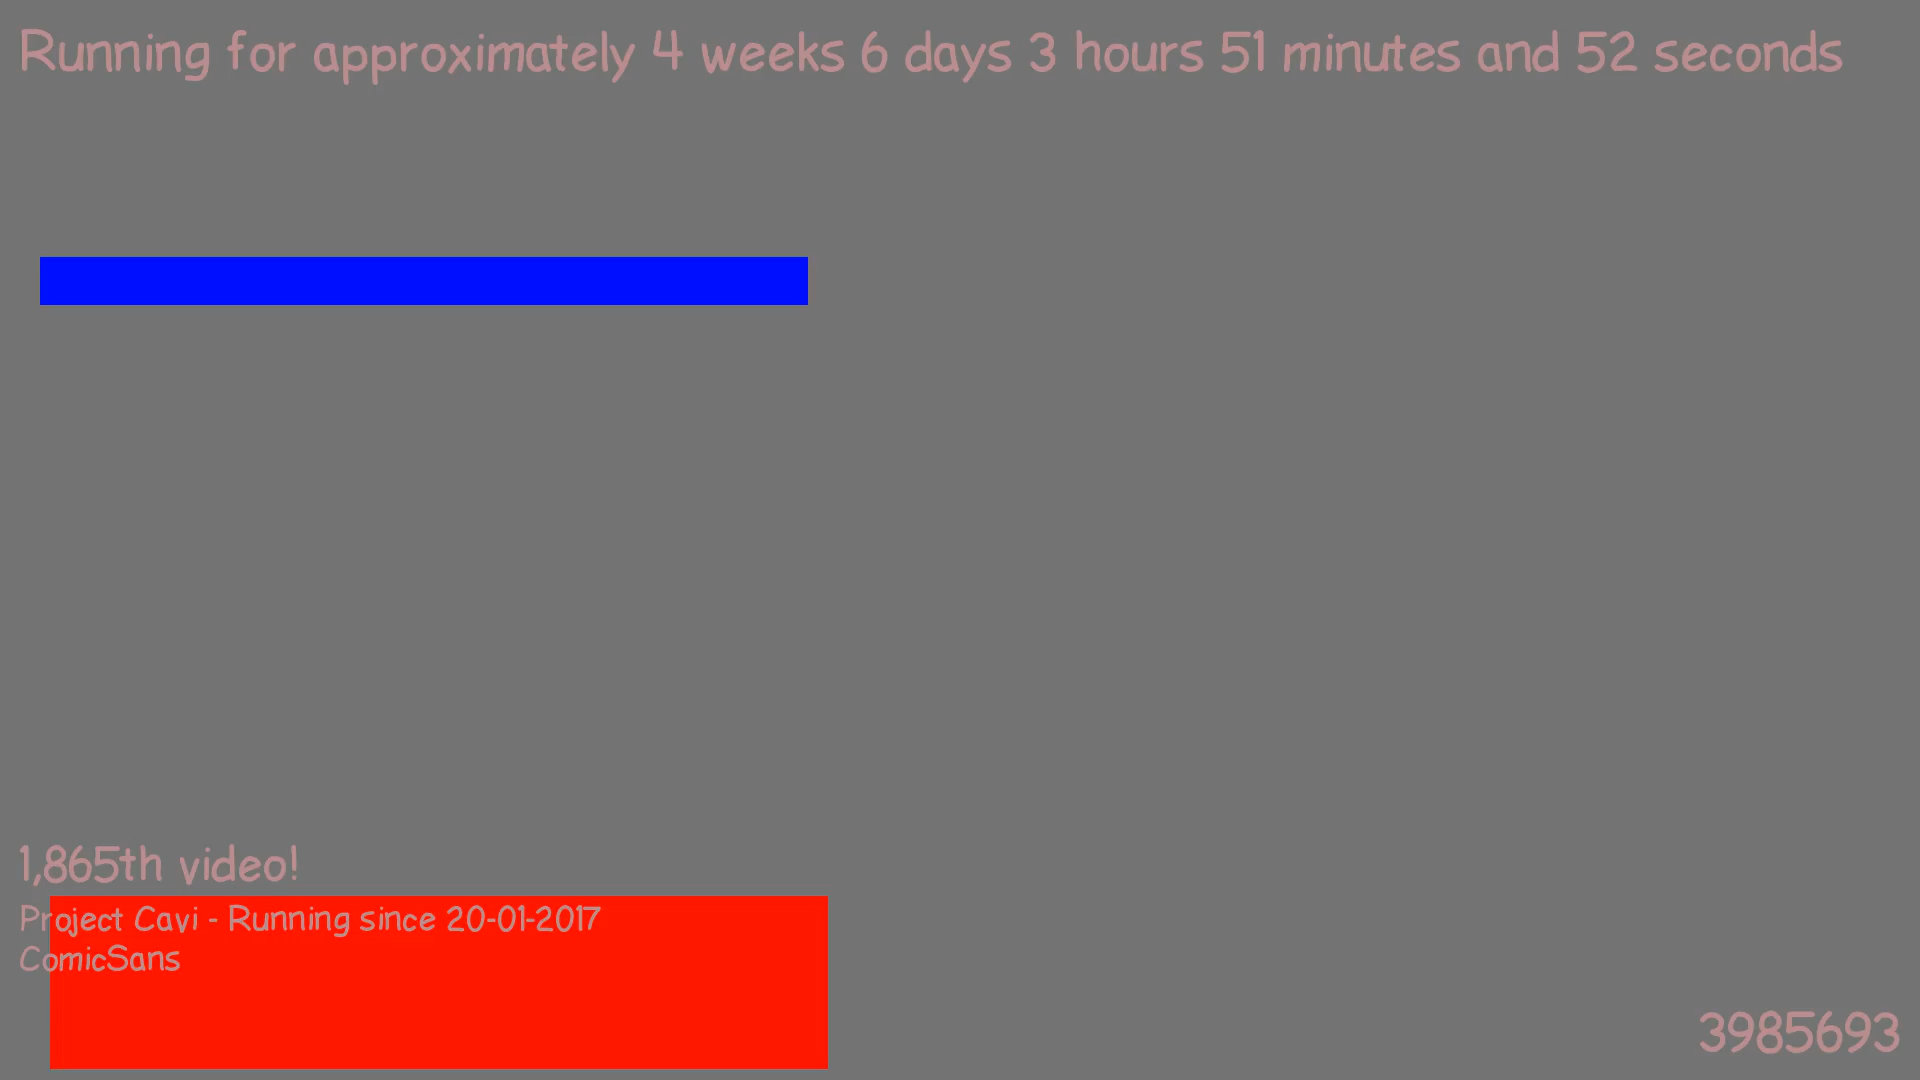 Running for approximately 4 weeks 6 days 3 hours 51 minutes and 52 seconds
1,865th video!
Project Cavi - Running since 20-01-2017
ComicSans
3985693